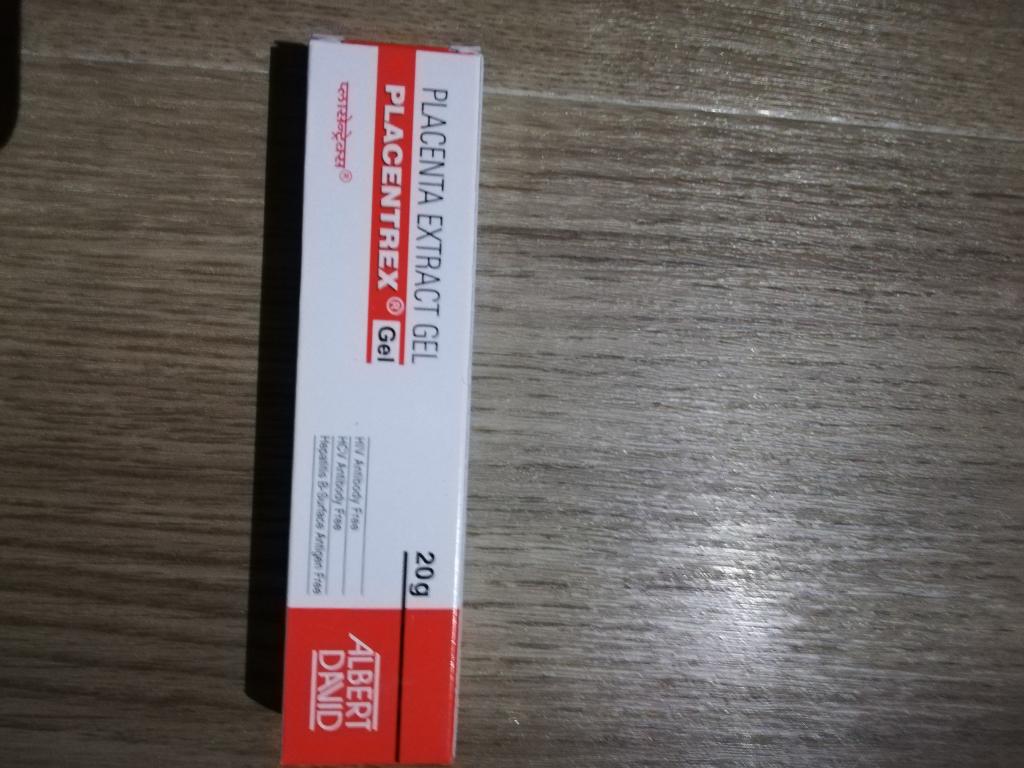 PLACENTA EXTRACT GEL
PLACENTREX® Gel
प्लासेन्ट्रेक्स®
20g
HIV Antibody Free
HCV Antibody Free
Hepatitis B-Surface Antigen Free
ALBERT
DAVID